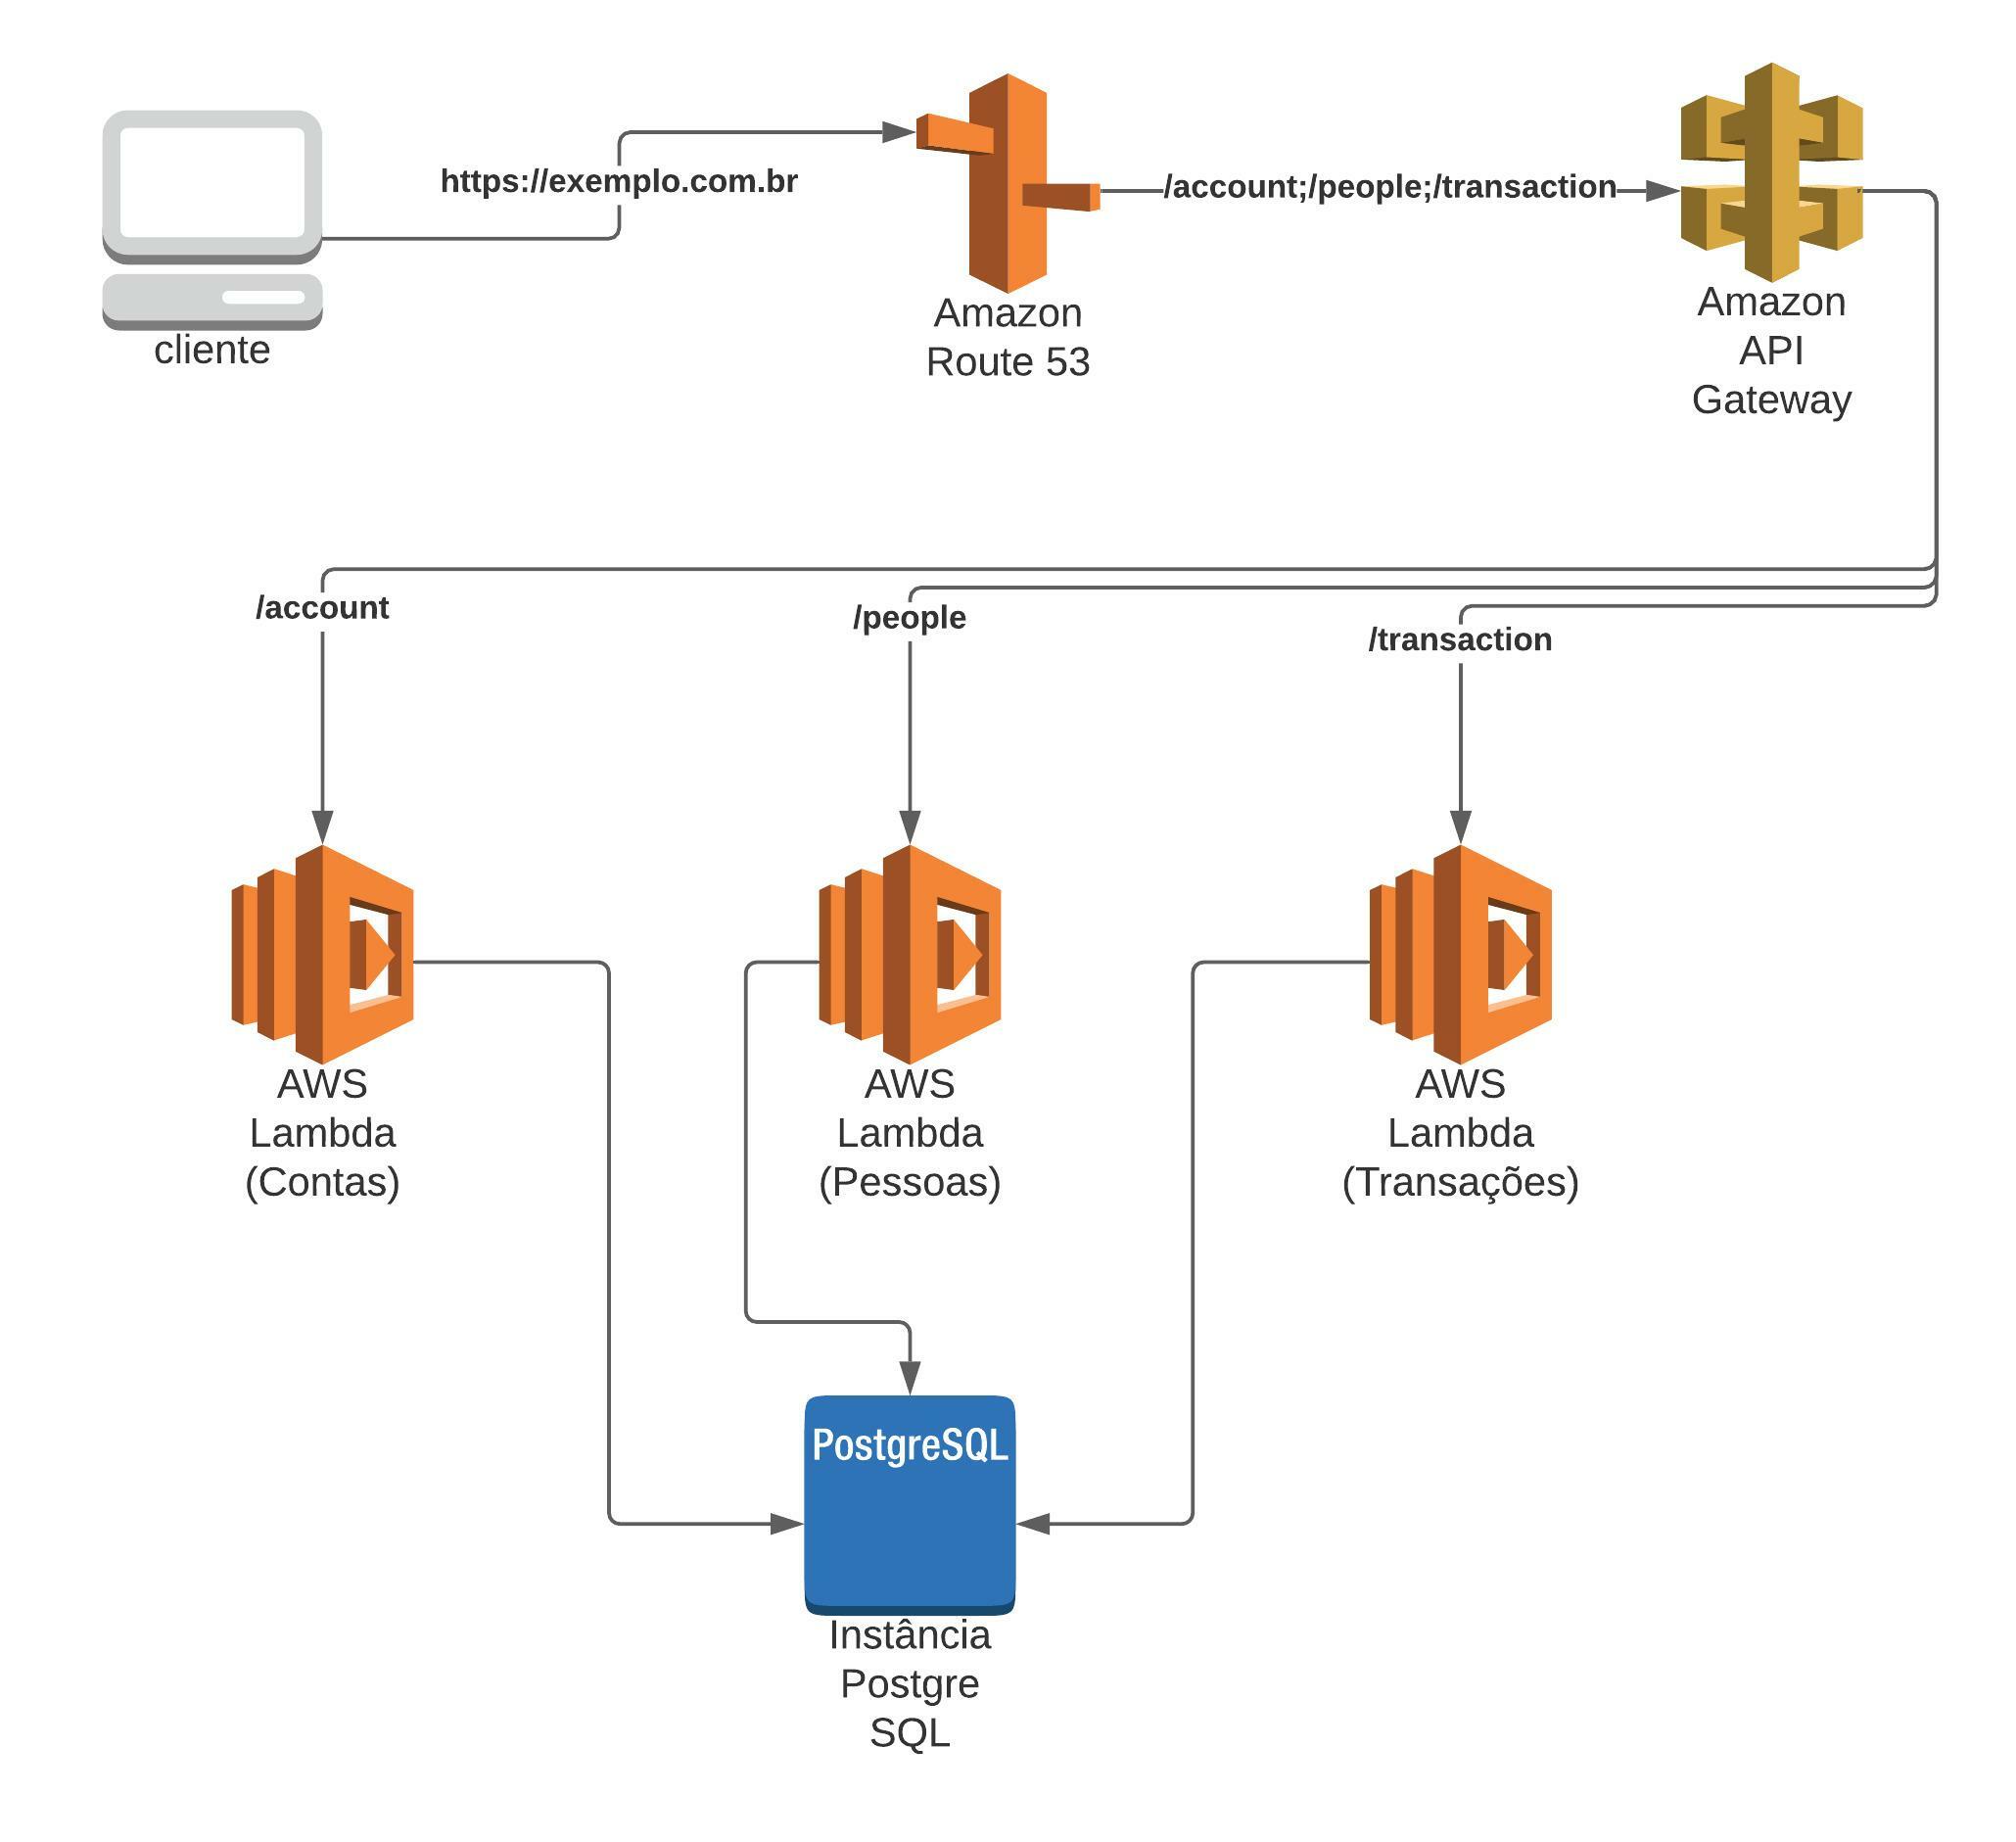 https://exemplo.com.br
/account;/people;/transaction
cliente
Amazon
Route 53
Amazon
API
Gateway
/account
/people
/transaction
AWS
Lambda
(Contas)
AWS
Lambda
(Pessoas)
AWS
Lambda
(Transações)
PostgreSQL
Instância
Postgre
SQL